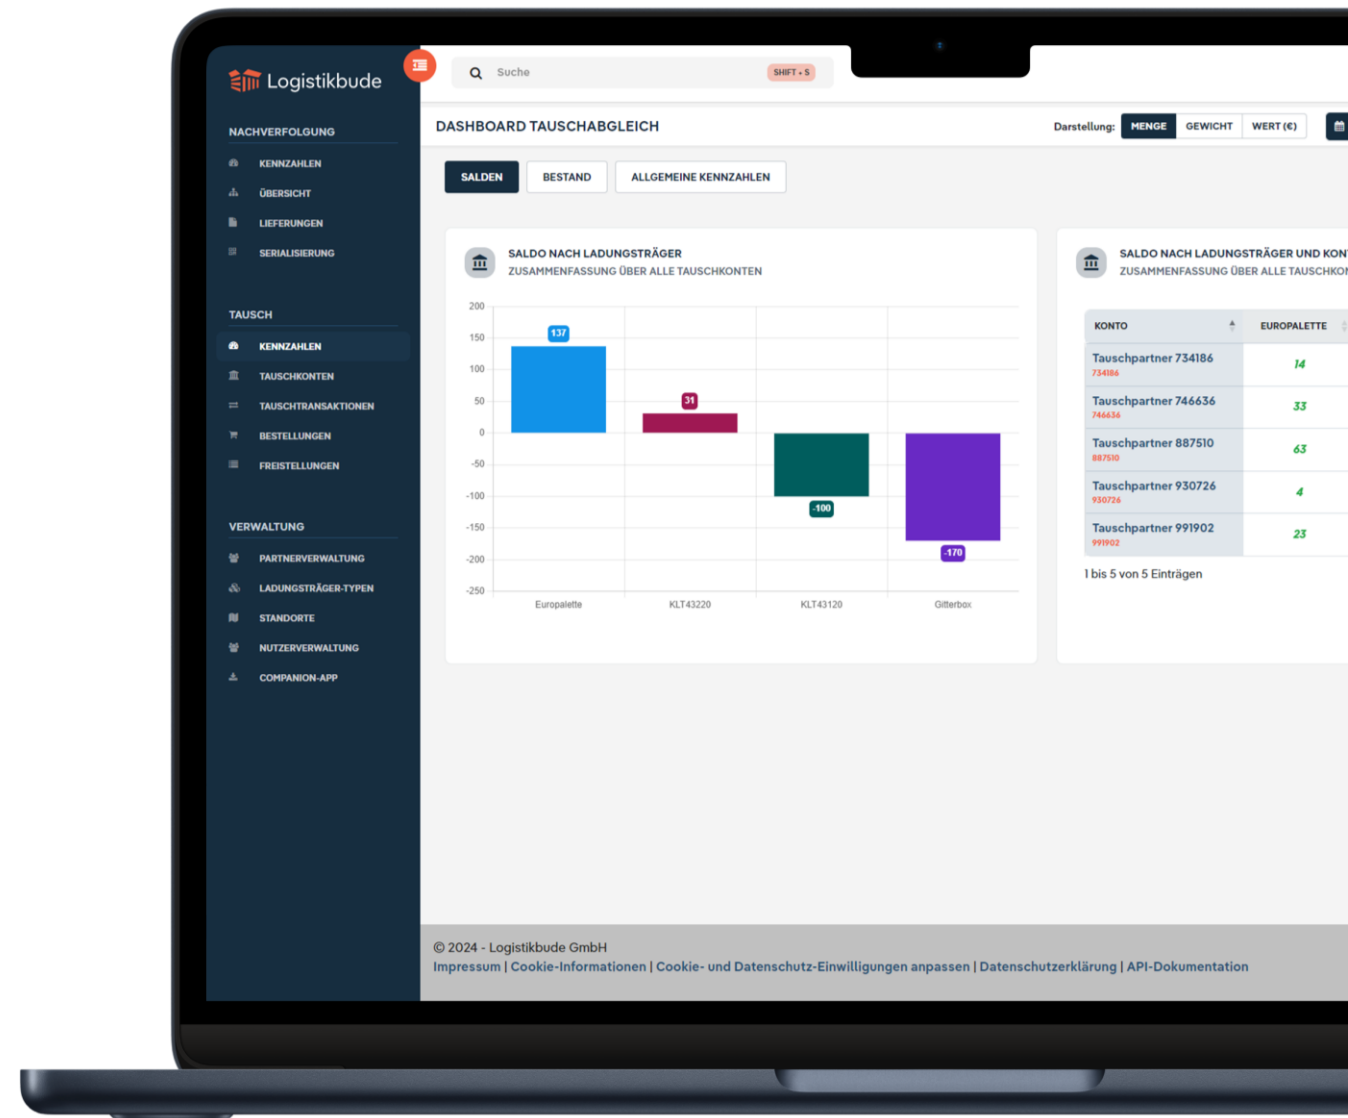 Logistikbude
Suche
SHIFT + S
NACHVERFOLGUNG
KENNZAHLEN
ÜBERSICHT
LIEFERUNGEN
SERIALISIERUNG
TAUSCH
KENNZAHLEN
TAUSCHKONTEN
TAUSCHTRANSAKTIONEN
BESTELLUNGEN
FREISTELLUNGEN
VERWALTUNG
PARTNERVERWALTUNG
LADUNGSTRÄGER-TYPEN
STANDORTE
NUTZERVERWALTUNG
COMPANION-APP
DASHBOARD TAUSCHABGLEICH
Darstellung: MENGE GEWICHT WERT (€)
SALDEN BESTAND ALLGEMEINE KENNZAHLEN
SALDO NACH LADUNGSTRÄGER
ZUSAMMENFASSUNG ÜBER ALLE TAUSCHKONTEN
200
150
100
50
0
-50
-100
-150
-200
-250
137
31
-100
-170
Europalette KLT43220 KLT43120 Gitterbox
SALDO NACH LADUNGSTRÄGER UND KON
ZUSAMMENFASSUNG ÜBER ALLE TAUSCHKO
KONTO EUROPALETTE
Tauschpartner 734186 14
734186
Tauschpartner 746636 33
746636
Tauschpartner 887510 63
887510
Tauschpartner 930726 4
930726
Tauschpartner 991902 23
991902
1 bis 5 von 5 Einträgen
© 2024 - Logistikbude GmbH
Impressum | Cookie-Informationen | Cookie- und Datenschutz-Einwilligungen anpassen | Datenschutzerklärung | API-Dokumentation